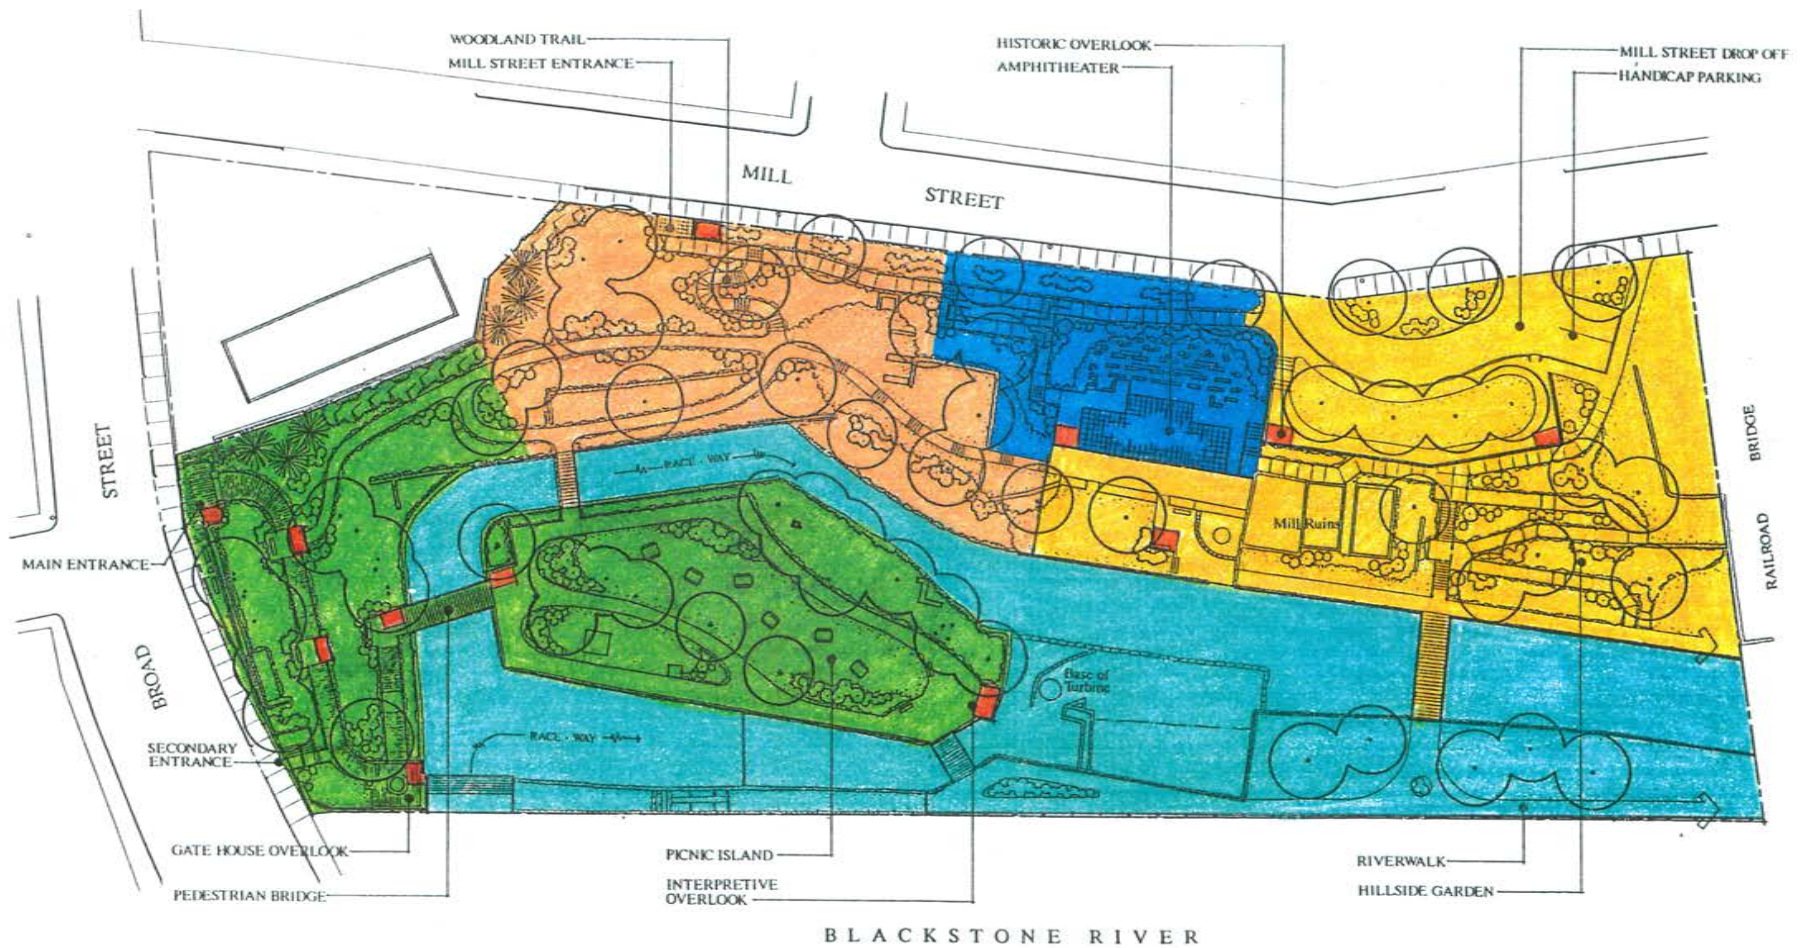 WOODLAND TRAIL
MILL STREET ENTRANCE
HISTORIC OVERLOOK
AMPHITHEATER
MILL STREET DROP OFF
HANDICAP PARKING
MILL STREET
RACE - WAY
Mill Ruins
STREET
BROAD
MAIN ENTRANCE
RAILROAD BRIDGE
Base of
Turbine
RACE - WAY
SECONDARY
ENTRANCE
GATE HOUSE OVERLOOK
PEDESTRIAN BRIDGE
PICNIC ISLAND
INTERPRETIVE
OVERLOOK
RIVERWALK
HILLSIDE GARDEN
BLACKSTONE RIVER